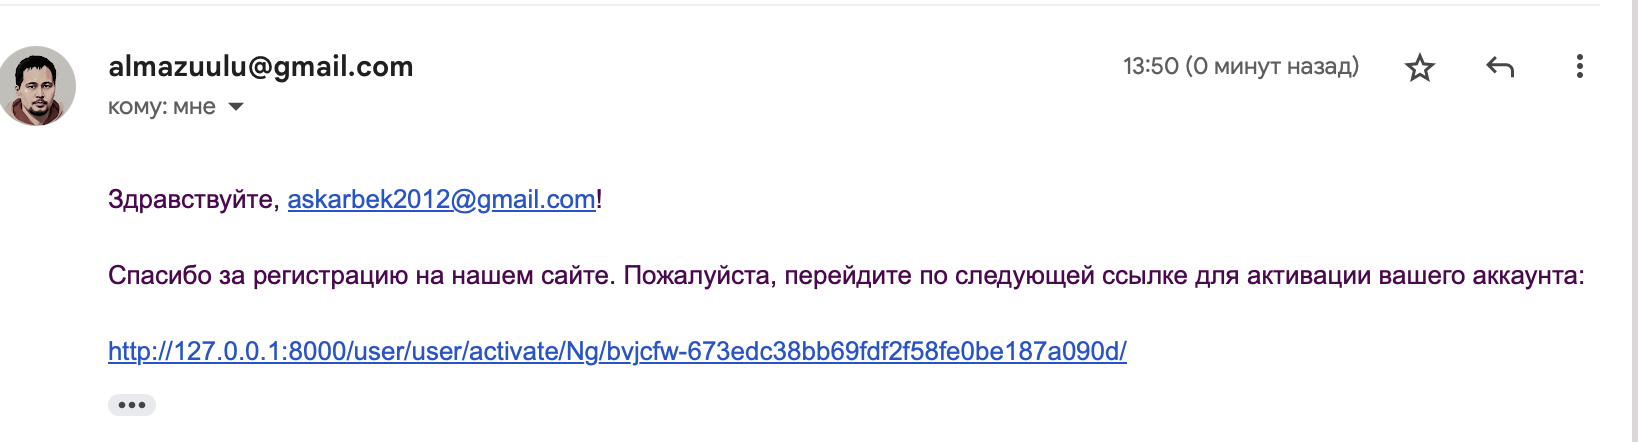 almazuulu@gmail.com
13:50 (0 минут назад)
кому: мне
Здравствуйте, askarbek2012@gmail.com!
Спасибо за регистрацию на нашем сайте. Пожалуйста, перейдите по следующей ссылке для активации вашего аккаунта:
http://127.0.0.1:8000/user/user/activate/Ng/bvjcfw-673edc38bb69fdf2f58fe0be187a090d/